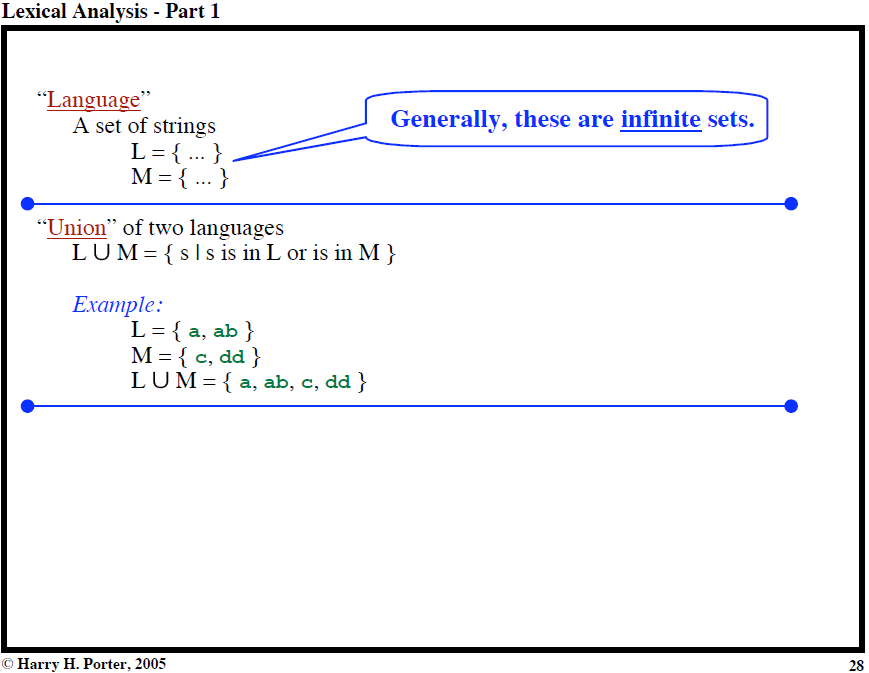 Lexical Analysis - Part 1
“Language”
A set of strings
Generally, these are infinite sets.
L = { ... }
M = { ... }
“Union” of two languages
L ∪ M = { s | s is in L or is in M }
Example:
L = { a, ab }
M = { c, dd }
L ∪ M = { a, ab, c, dd }
© Harry H. Porter, 2005
28